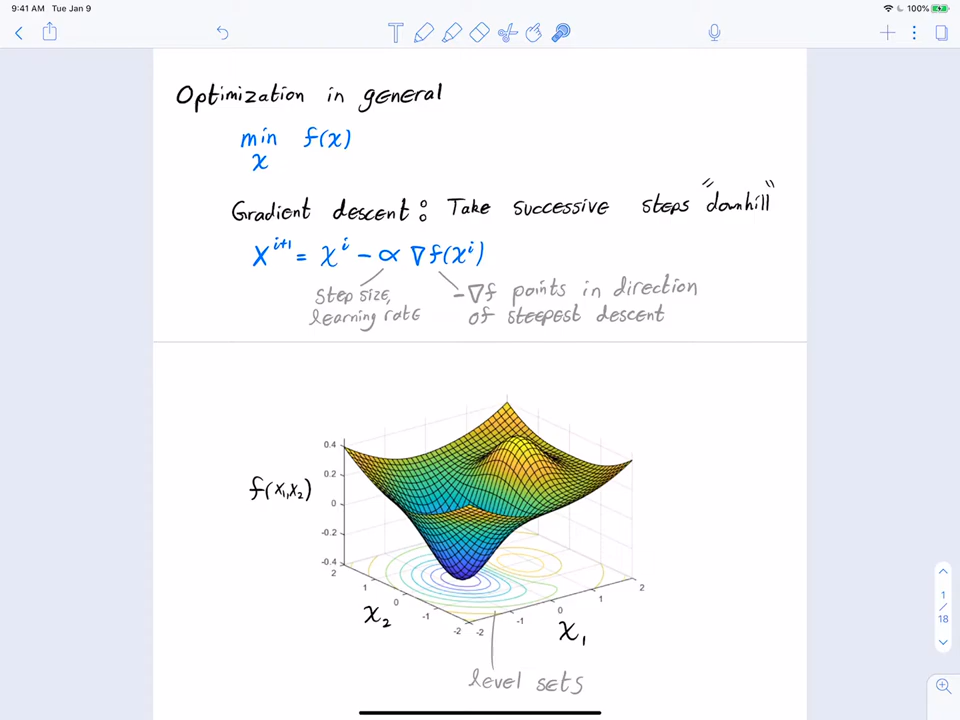 9:41 AM Tue Jan 9
100%
T
Optimization in general
min f(x)
x
Gradient descent: Take successive steps "downhill"
X^{i+1} = x^i - α ∇f(x^i)
Step size, -∇f points in direction
learning rate of steepest descent
0.4
0.2
f(x₁,x₂)
0
-0.2
-0.4
2
1
0
-1
-2
-2
-1
0
1
2
x₂
x₁
level sets
1
/
18